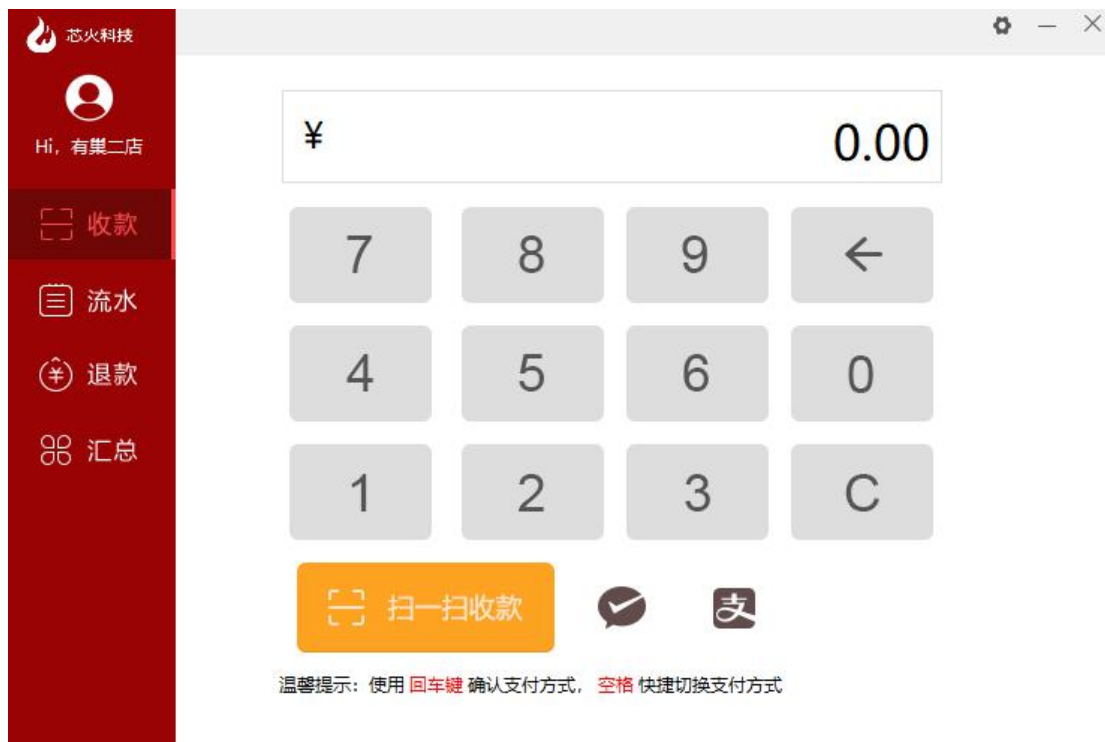 芯火科技
Hi，有巢二店
收款
流水
退款
汇总
¥ 0.00
7 8 9 ←
4 5 6 0
1 2 3 C
扫一扫收款
支
温馨提示：使用 回车键 确认支付方式，空格 快捷切换支付方式